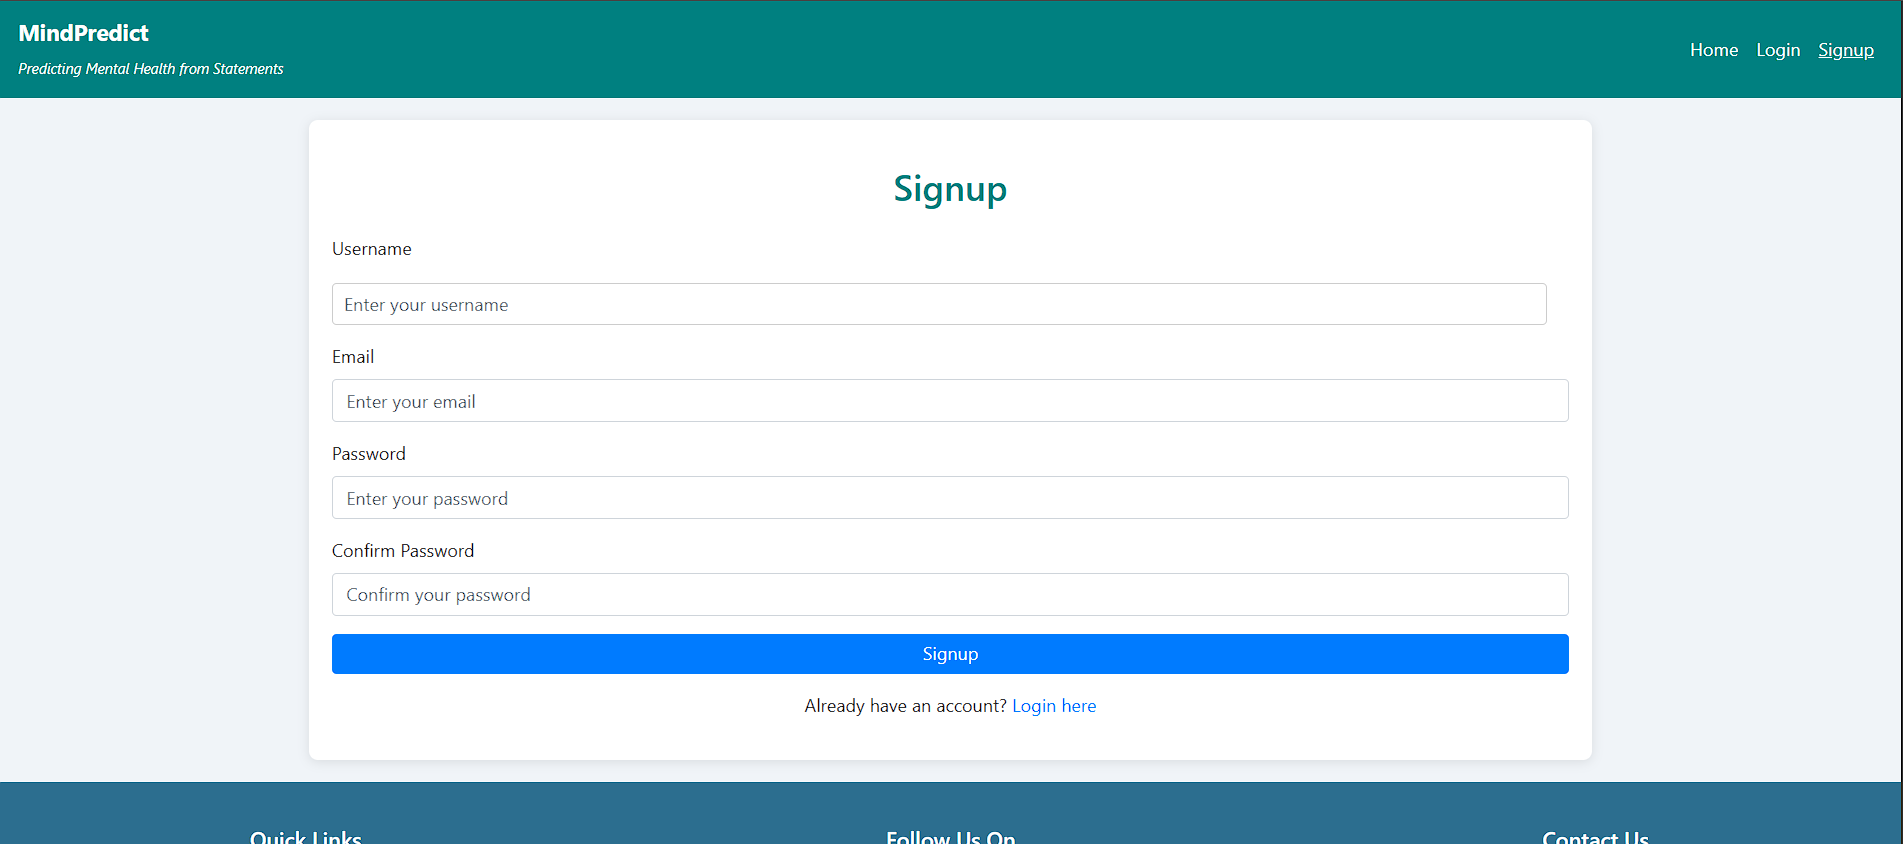 MindPredict
Predicting Mental Health from Statements
Home Login Signup
Signup
Username
Enter your username
Email
Enter your email
Password
Enter your password
Confirm Password
Confirm your password
Signup
Already have an account? Login here
Quick Links Follow Us On Contact Us